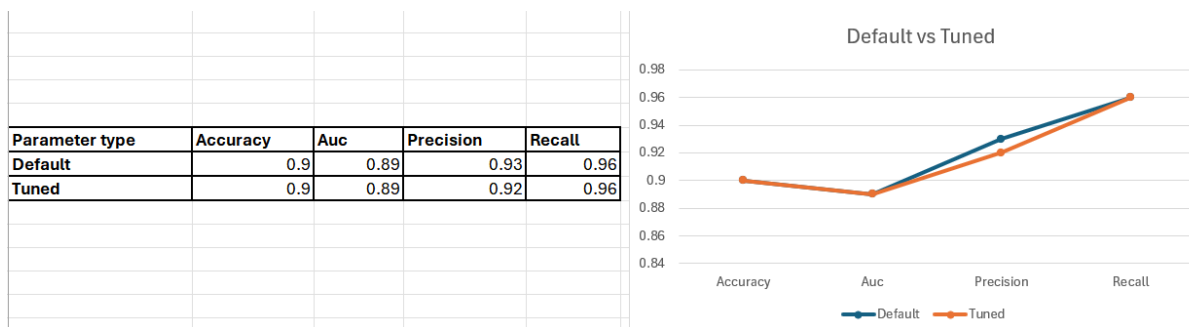 Parameter type Accuracy Auc Precision Recall
Default 0.9 0.89 0.93 0.96
Tuned 0.9 0.89 0.92 0.96
Default vs Tuned
0.98
0.96
0.94
0.92
0.9
0.88
0.86
0.84
Accuracy Auc Precision Recall
Default Tuned